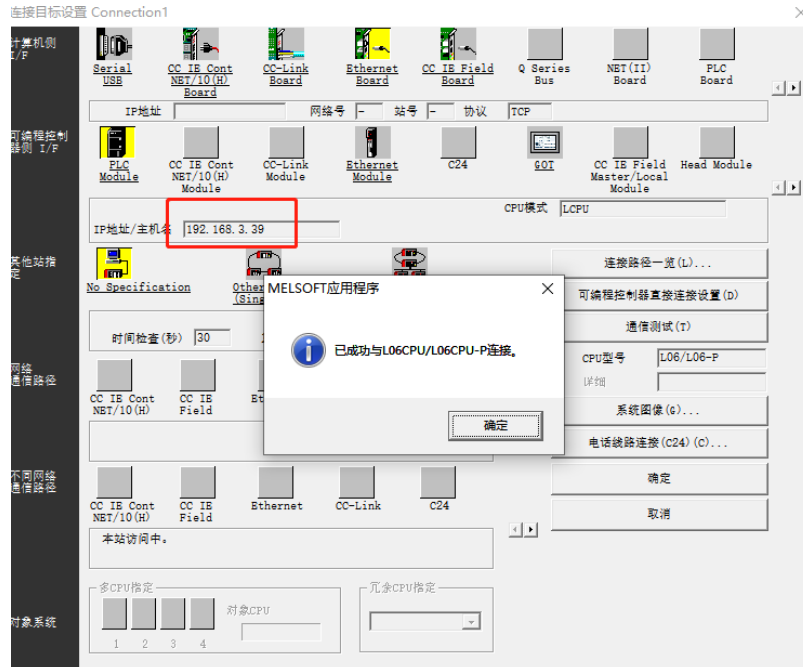 连接目标设置 Connection1
计算机侧
I/F
Serial
USB
CC IE Cont
NET/10(H)
Board
CC-Link
Board
Ethernet
Board
CC IE Field
Board
Q Series
Bus
NET(II)
Board
PLC
Board
IP地址
网络号 -
站号 -
协议 TCP
可编程控制
器侧 I/F
PLC
Module
CC IE Cont
NET/10(H)
Module
CC-Link
Module
Ethernet
Module
C24
GOT
CC IE Field
Master/Local
Module
Head Module
CPU模式 LCPU
IP地址/主机名 192.168.3.39
其他站指
定
No Specification
Other
(Sing
时间检查(秒) 30
MELSOFT应用程序
已成功与L06CPU/L06CPU-P连接。
确定
连接路径一览(L)...
可编程控制器直接连接设置(D)
通信测试(T)
CPU型号 L06/L06-P
详细
系统图像(G)...
电话线路连接(C24)(C)...
确定
取消
网络
通信路径
CC IE Cont
NET/10(H)
CC IE
Field
Et
不同网络
通信路径
CC IE Cont
NET/10(H)
CC IE
Field
Ethernet
CC-Link
C24
本站访问中。
对象系统
多CPU指定
1 2 3 4
对象CPU
冗余CPU指定